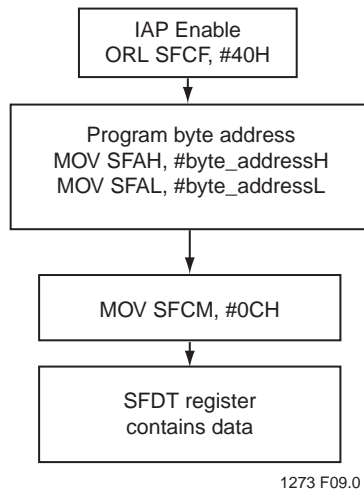 IAP Enable
ORL SFCF, #40H
Program byte address
MOV SFAH, #byte_addressH
MOV SFAL, #byte_addressL
MOV SFCM, #0CH
SFDT register
contains data
1273 F09.0